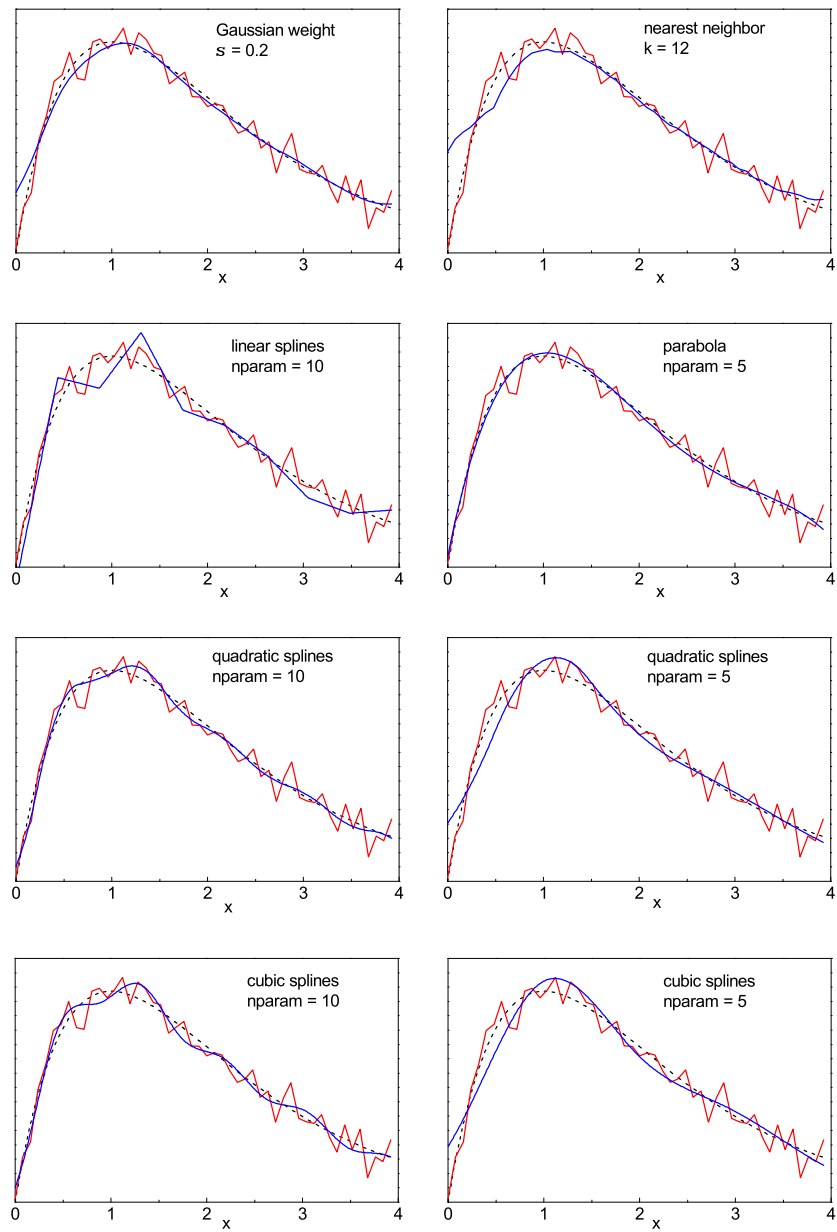 Gaussian weight
s = 0.2
0 1 2 3 4
x
nearest neighbor
k = 12
0 1 2 3 4
x
linear splines
nparam = 10
0 1 2 3 4
x
parabola
nparam = 5
0 1 2 3 4
x
quadratic splines
nparam = 10
0 1 2 3 4
x
quadratic splines
nparam = 5
0 1 2 3 4
x
cubic splines
nparam = 10
0 1 2 3 4
x
cubic splines
nparam = 5
0 1 2 3 4
x